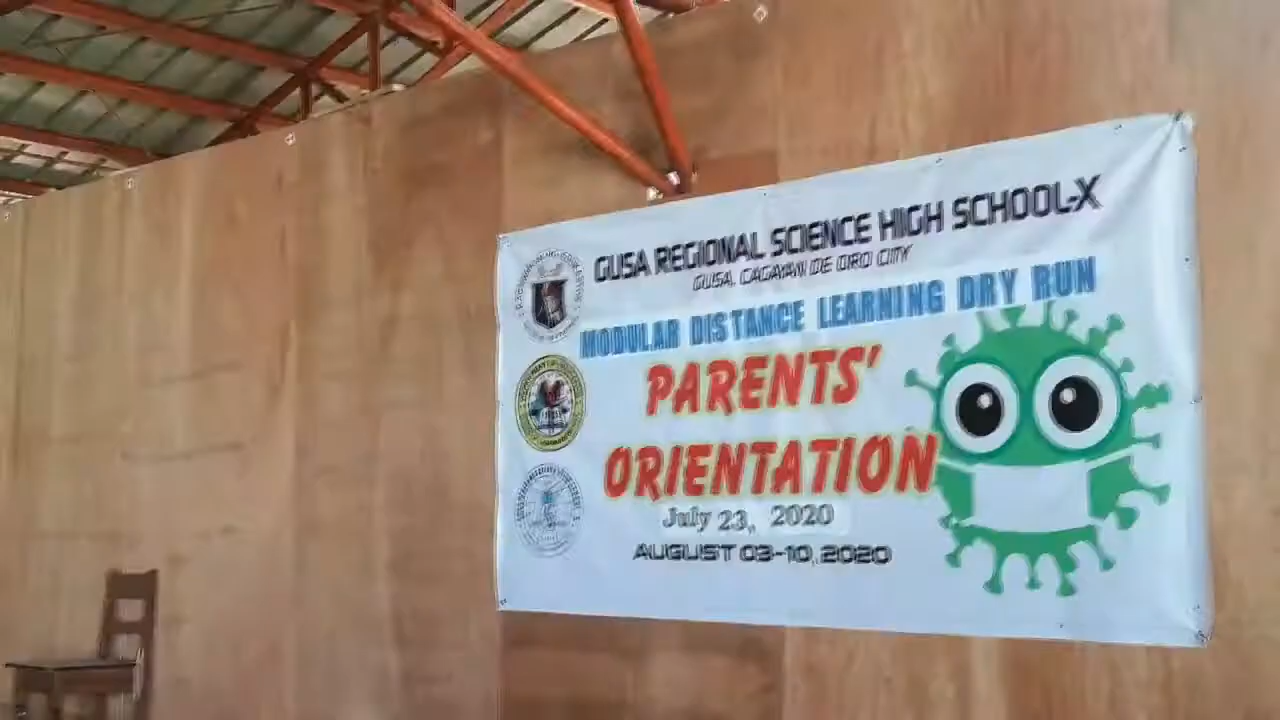 GUSA REGIONAL SCIENCE HIGH SCHOOL-X
GUSA, CAGAYAN DE ORO CITY
MODULAR DISTANCE LEARNING DRY RUN
PARENTS'
ORIENTATION
July 23, 2020
AUGUST 03-10, 2020